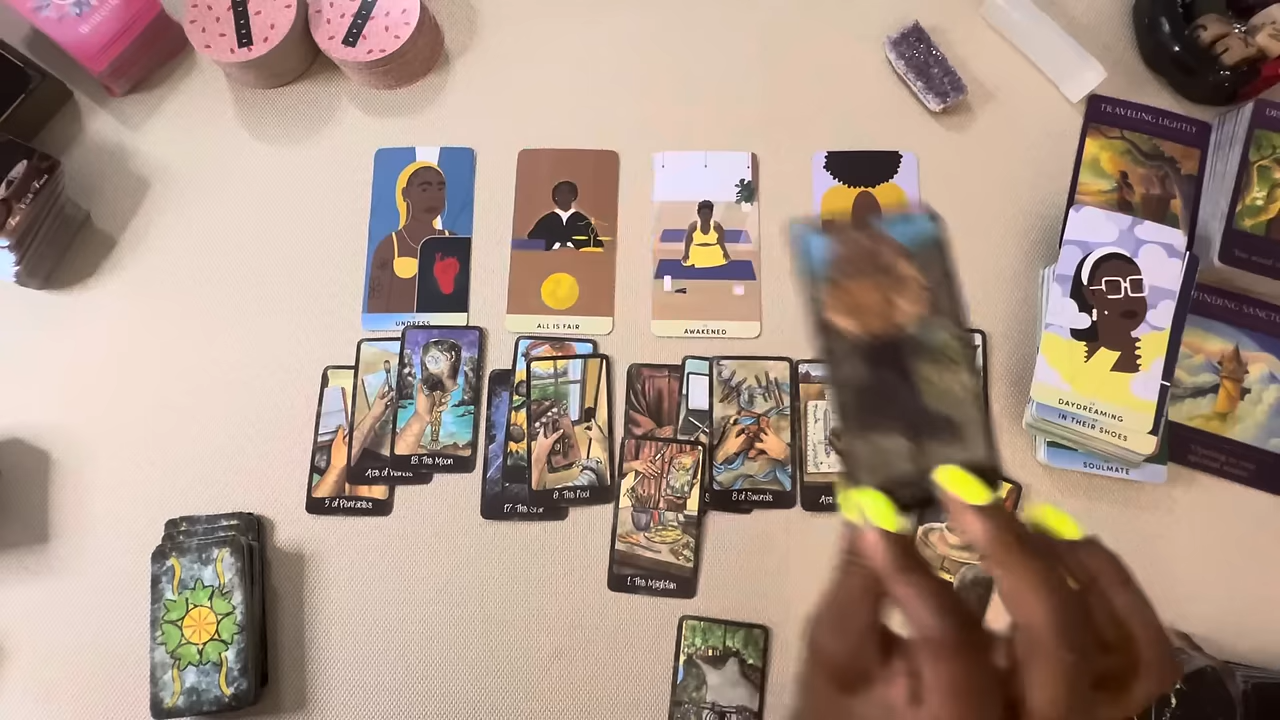 TRAVELING LIGHTLY
UNDRESS
ALL IS FAIR
AWAKENED
FINDING
DAYDREAMING
IN THEIR SHOES
SOULMATE
5 of Pentacles
Ace of Wands
18. The Moon
17. The Star
0. The Fool
8 of Swords
1. The Magician